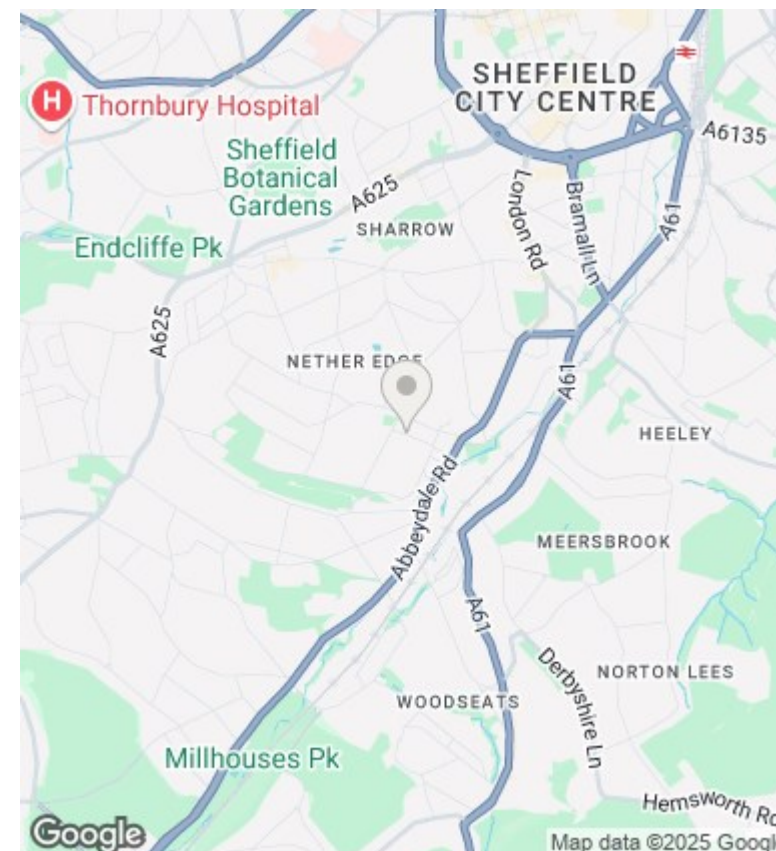 SHEFFIELD
CITY CENTRE
H
Thornbury Hospital
A6135
Sheffield
Botanical
Gardens
A625
London Rd
Bramall Ln
A61
SHARROW
Endcliffe Pk
A625
NETHER EDGE
A61
HEELEY
Abbeydale Rd
MEERSBROOK
A61
Derbyshire Ln
NORTON LEES
WOODSEATS
Millhouses Pk
Hemsworth Rd
Google
Map data ©2025 Googl